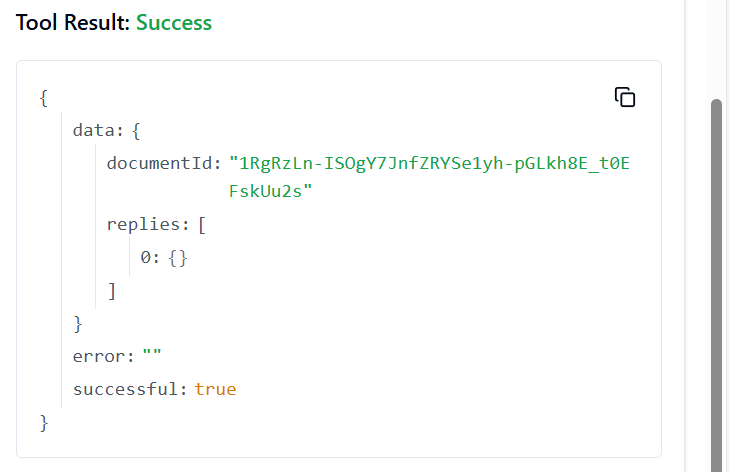 Tool Result: Success
{
data: {
documentId: "1RgRzLn-ISOgY7JnfZRYSe1yh-pGLkh8E_t0E
FskUu2s"
replies: [
0: {}
]
}
error: ""
successful: true
}